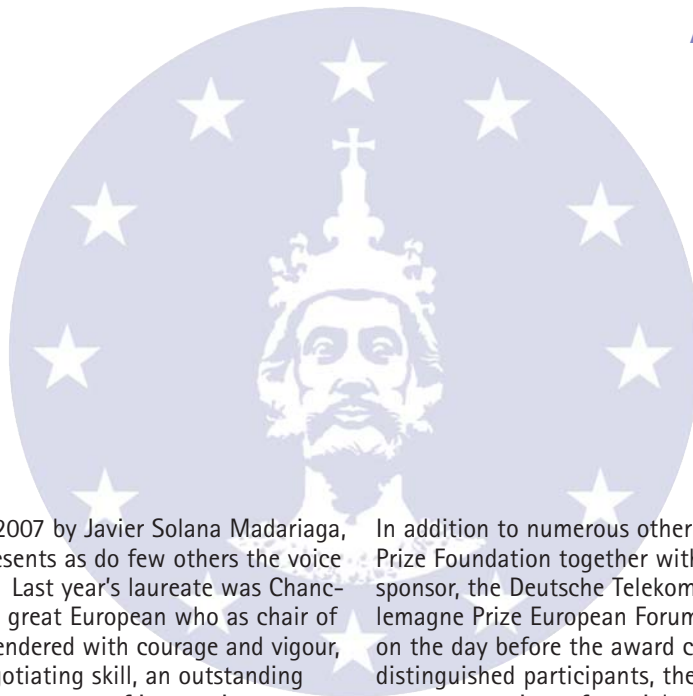 2007 by Javier Solana Madariaga,
esents as do few others the voice
Last year's laureate was Chanc-
great European who as chair of
endered with courage and vigour,
gotiating skill, an outstanding
In addition to numerous other
Prize Foundation together with
sponsor, the Deutsche Telekom
lemagne Prize European Forum
on the day before the award c
distinguished participants, the